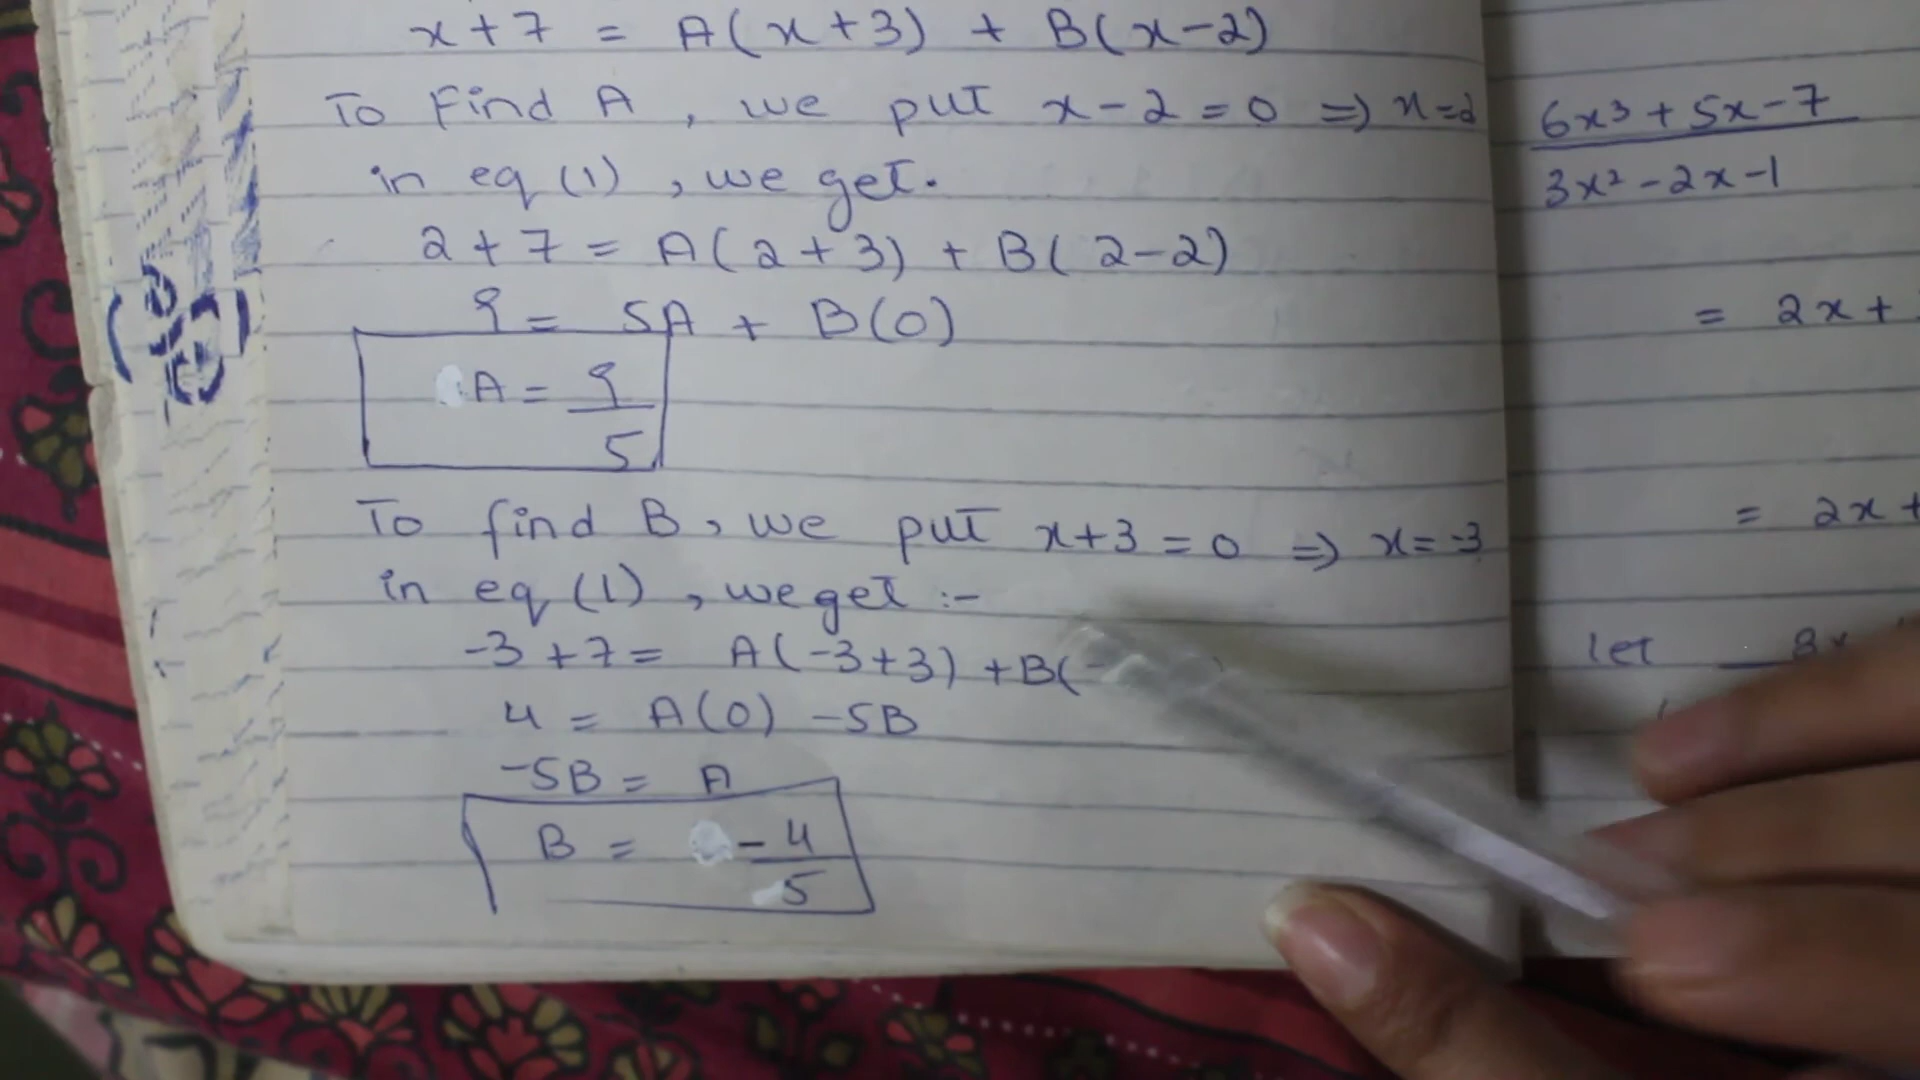 x+7 = A(x+3) + B(x-2)
To Find A, we put x-2=0 => x=2
in eq (1), we get.
2+7 = A(2+3) + B(2-2)
9 = 5A + B(0)
A = 9/5
To find B, we put x+3=0 => x=-3
in eq (1), we get :-
-3+7 = A(-3+3) +B(-
4 = A(0) -5B
-5B = A
B = -4/5
6x³+5x-7
3x²-2x-1
= 2x+
= 2x+
let